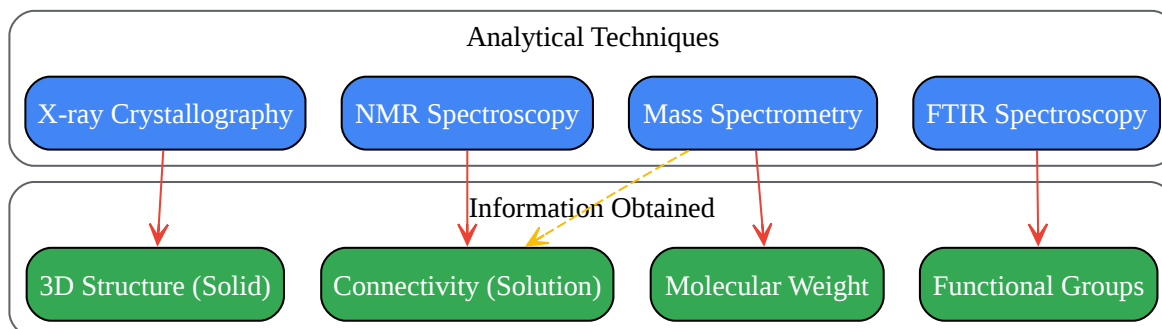 Analytical Techniques
X-ray Crystallography
NMR Spectroscopy
Mass Spectrometry
FTIR Spectroscopy
Information Obtained
3D Structure (Solid)
Connectivity (Solution)
Molecular Weight
Functional Groups